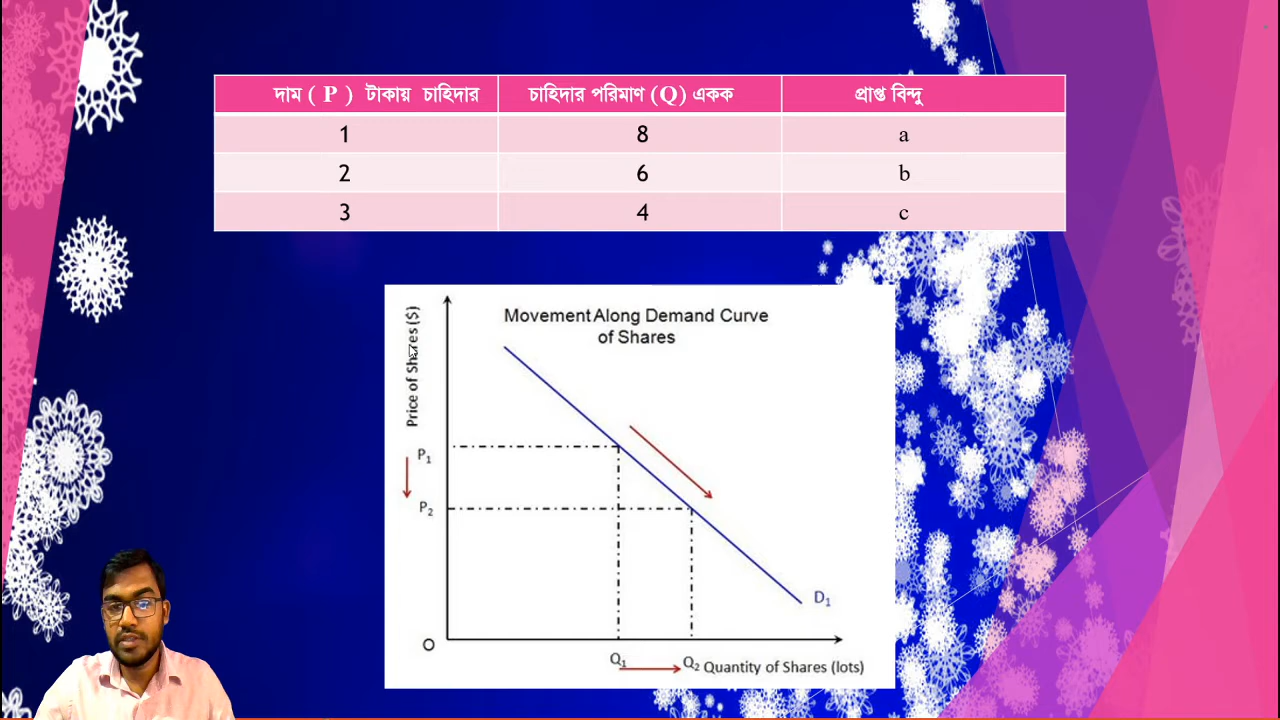 দাম ( P ) টাকায় চাহিদার চাহিদার পরিমাণ (Q) একক প্রাপ্ত বিন্দু
1 8 a
2 6 b
3 4 c
Movement Along Demand Curve
of Shares
Price of Shares ($)
P1
P2
D1
O
Q1 Q2 Quantity of Shares (lots)